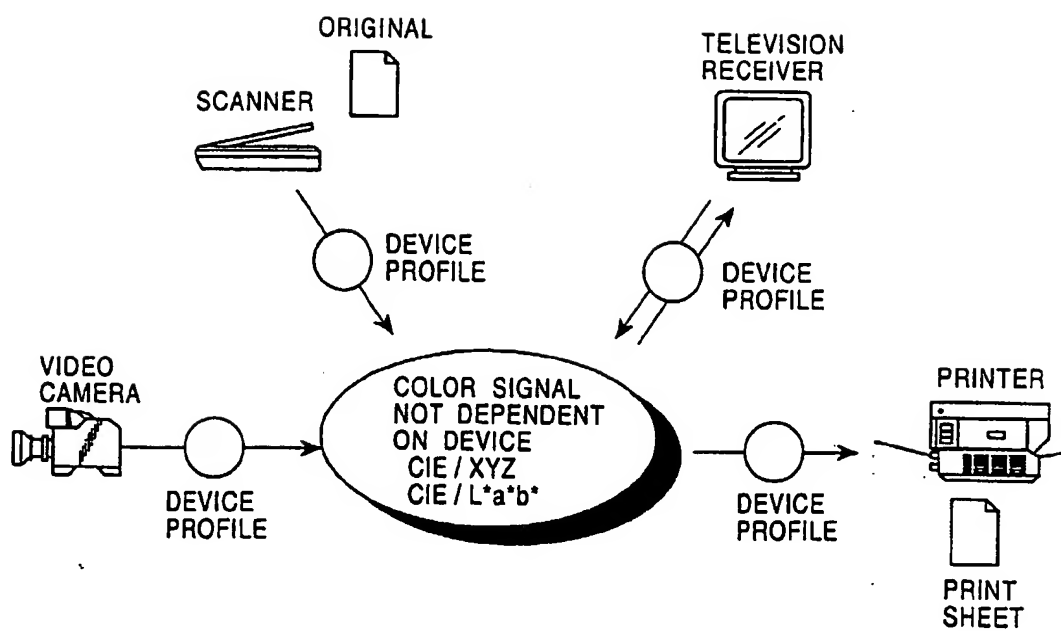 ORIGINAL
SCANNER
TELEVISION
RECEIVER
DEVICE
PROFILE
DEVICE
PROFILE
VIDEO
CAMERA
DEVICE
PROFILE
COLOR SIGNAL
NOT DEPENDENT
ON DEVICE
CIE / XYZ
CIE / L*a*b*
DEVICE
PROFILE
PRINTER
PRINT
SHEET